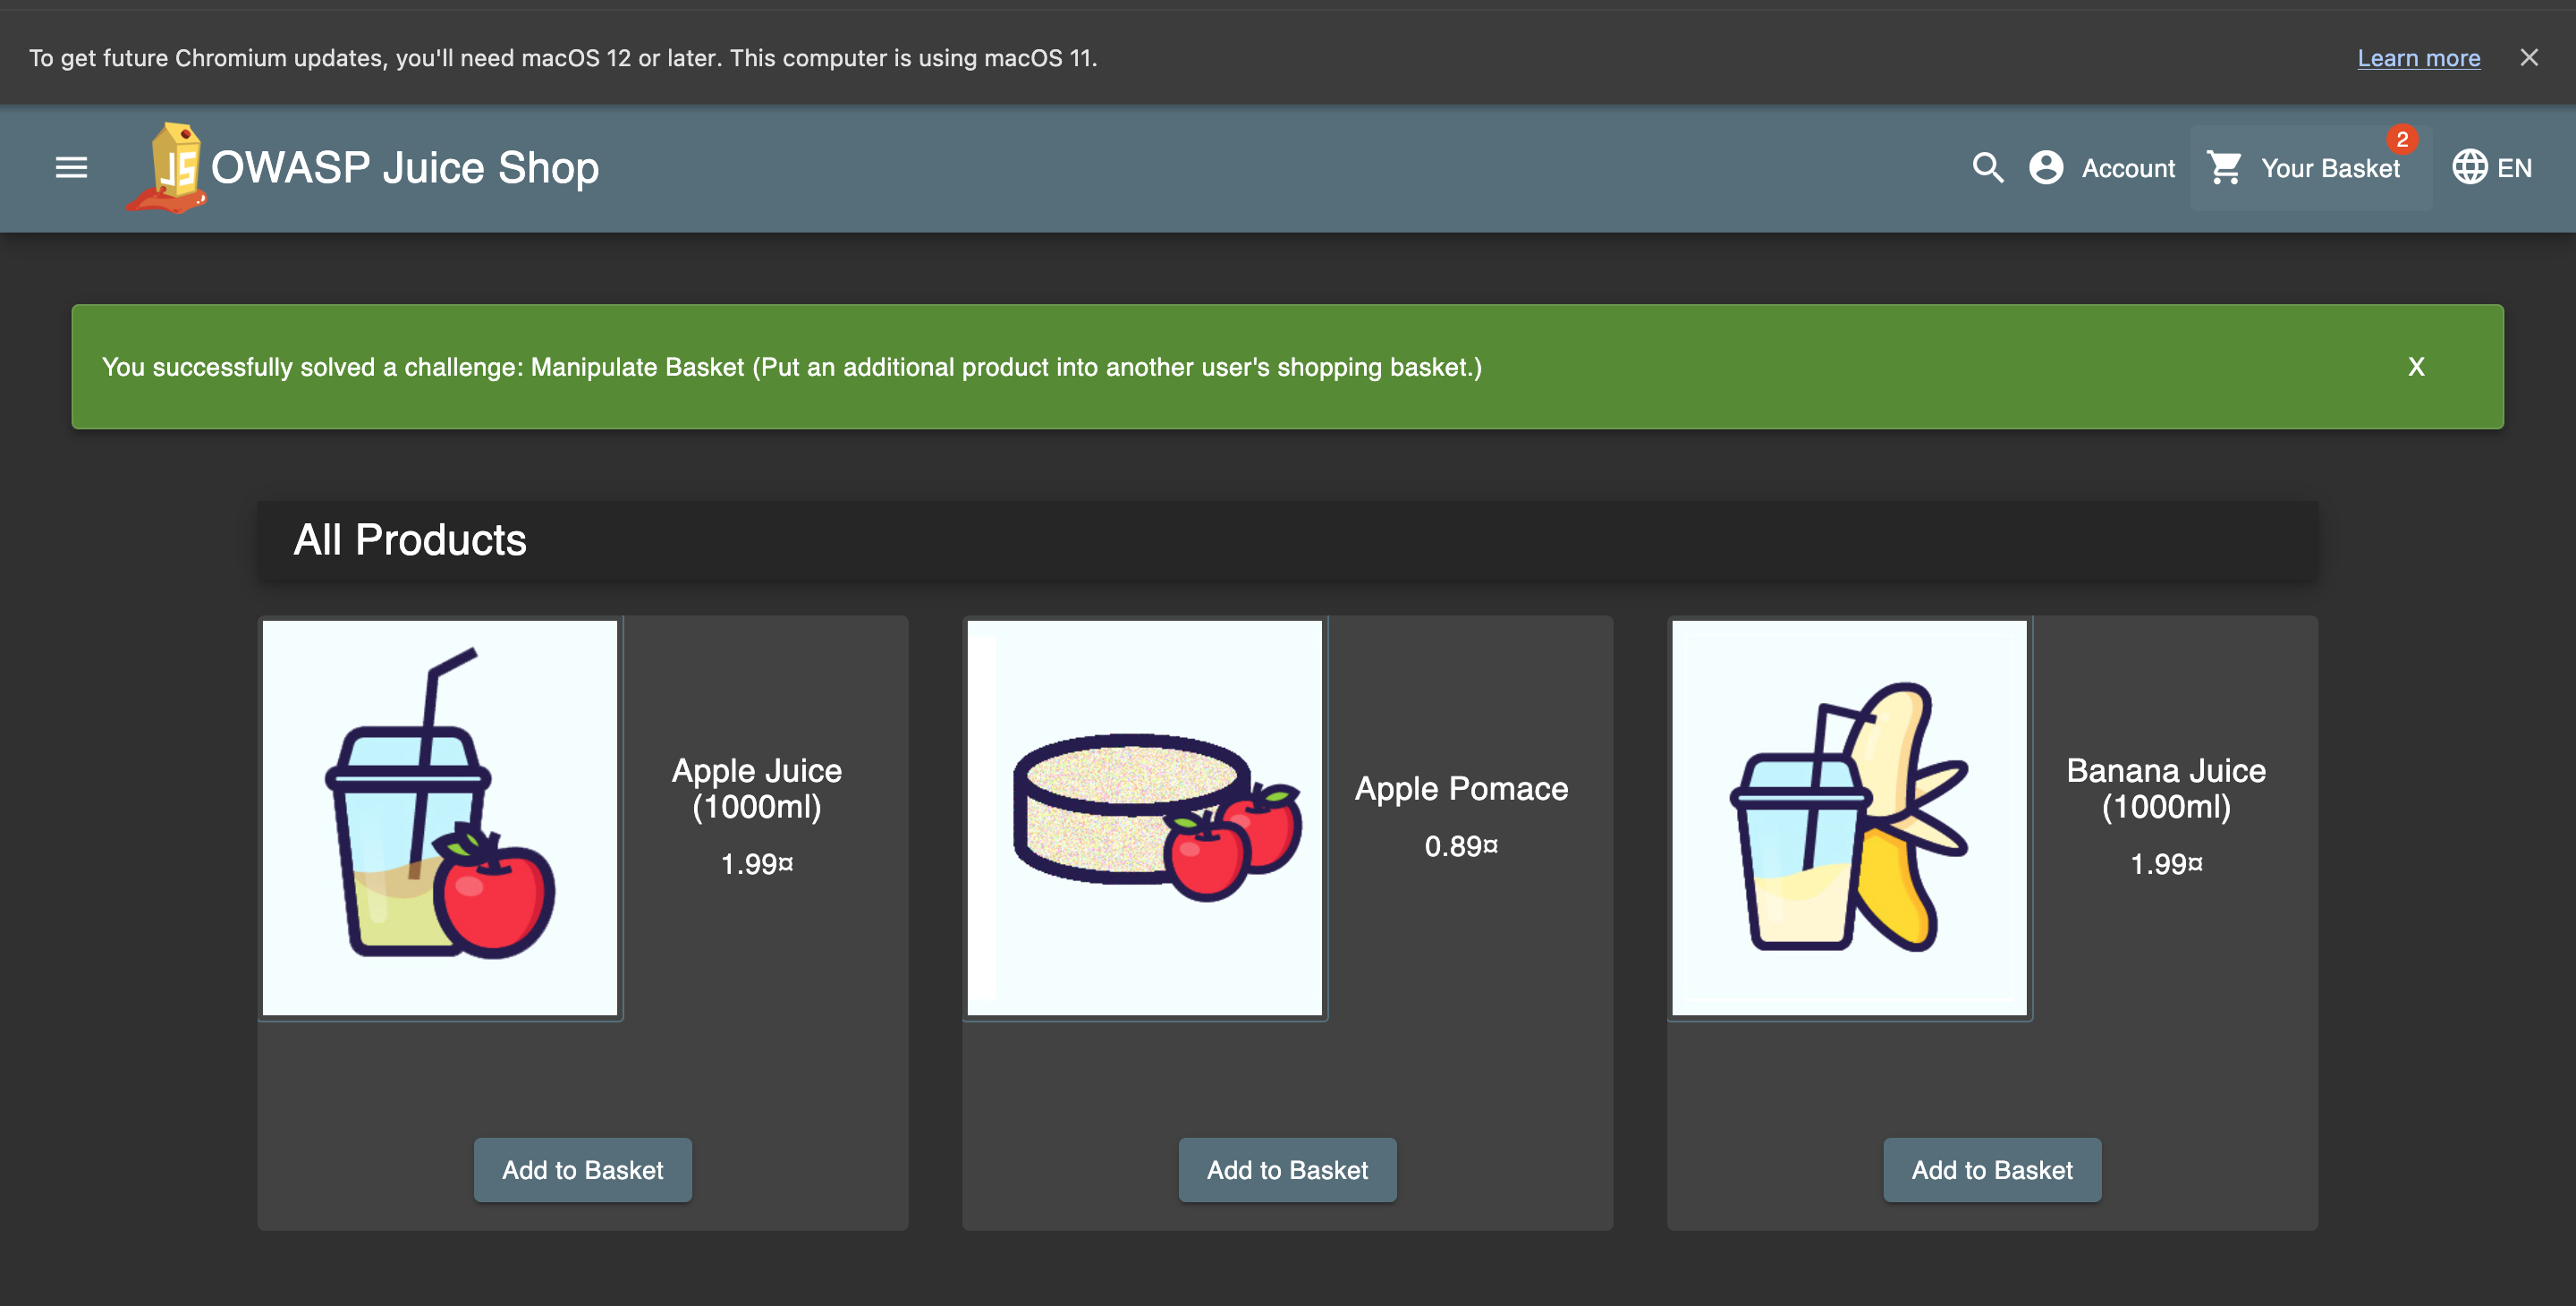 To get future Chromium updates, you'll need macOS 12 or later. This computer is using macOS 11.
Learn more
JS
OWASP Juice Shop
Account
Your Basket
2
EN
You successfully solved a challenge: Manipulate Basket (Put an additional product into another user's shopping basket.)
X
All Products
Apple Juice
(1000ml)
1.99¤
Apple Pomace
0.89¤
Banana Juice
(1000ml)
1.99¤
Add to Basket
Add to Basket
Add to Basket